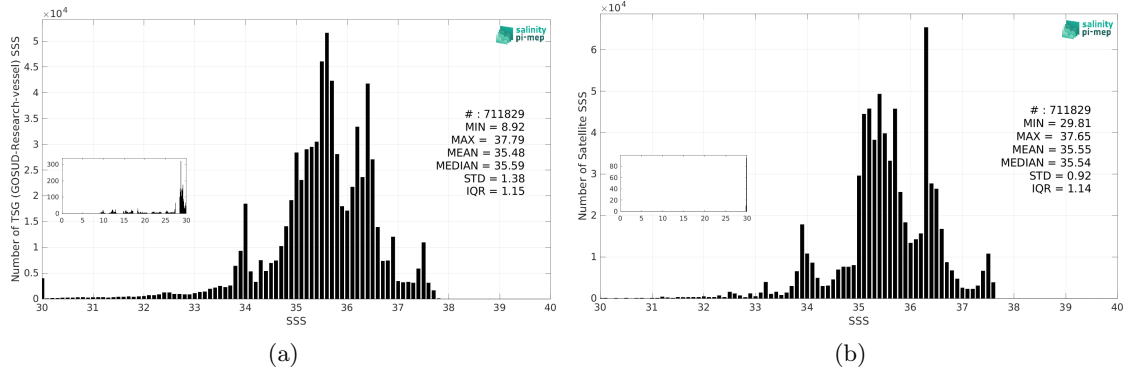 ×10⁴
5
4.5
4
3.5
3
2.5
2
1.5
1
0.5
0
Number of TSG (GOSUD-Research-vessel) SSS
salinity
pi-mep
# : 711829
MIN = 8.92
MAX = 37.79
MEAN = 35.48
MEDIAN = 35.59
STD = 1.38
IQR = 1.15
300
200
100
0
0 5 10 15 20 25 30
30 31 32 33 34 35 36 37 38 39 40
SSS
(a)
×10⁴
6
5
4
3
2
1
0
Number of Satellite SSS
salinity
pi-mep
# : 711829
MIN = 29.81
MAX = 37.65
MEAN = 35.55
MEDIAN = 35.54
STD = 0.92
IQR = 1.14
80
60
40
20
0
0 5 10 15 20 25 30
30 31 32 33 34 35 36 37 38 39 40
SSS
(b)